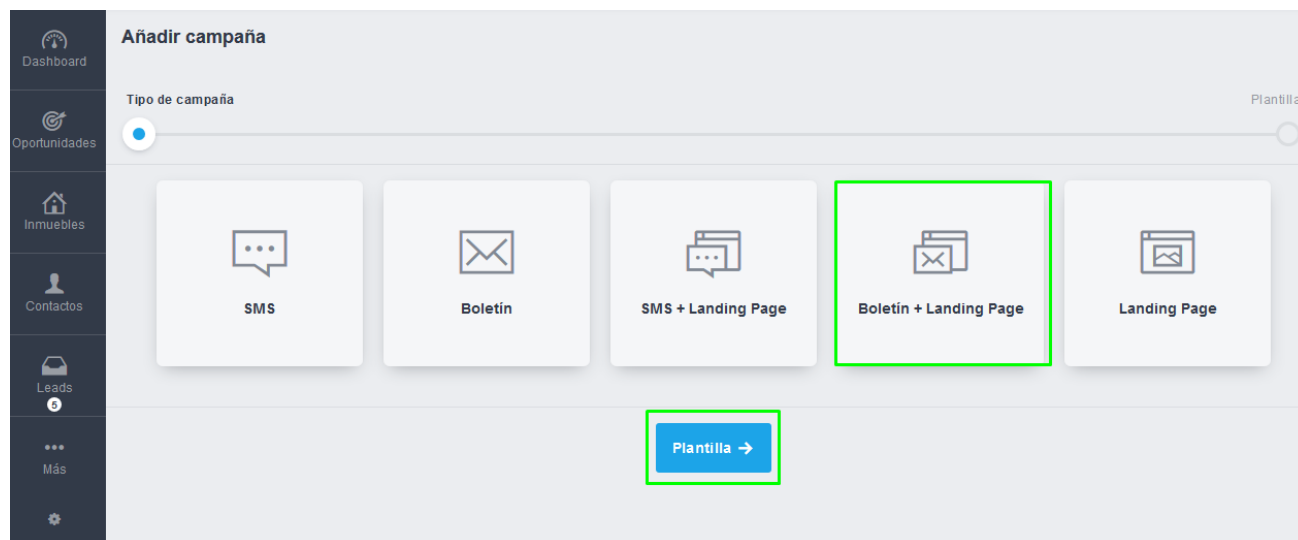 Dashboard
Oportunidades
Inmuebles
Contactos
Leads
5
Más
Añadir campaña
Tipo de campaña
Plantilla
SMS
Boletín
SMS + Landing Page
Boletín + Landing Page
Landing Page
Plantilla →